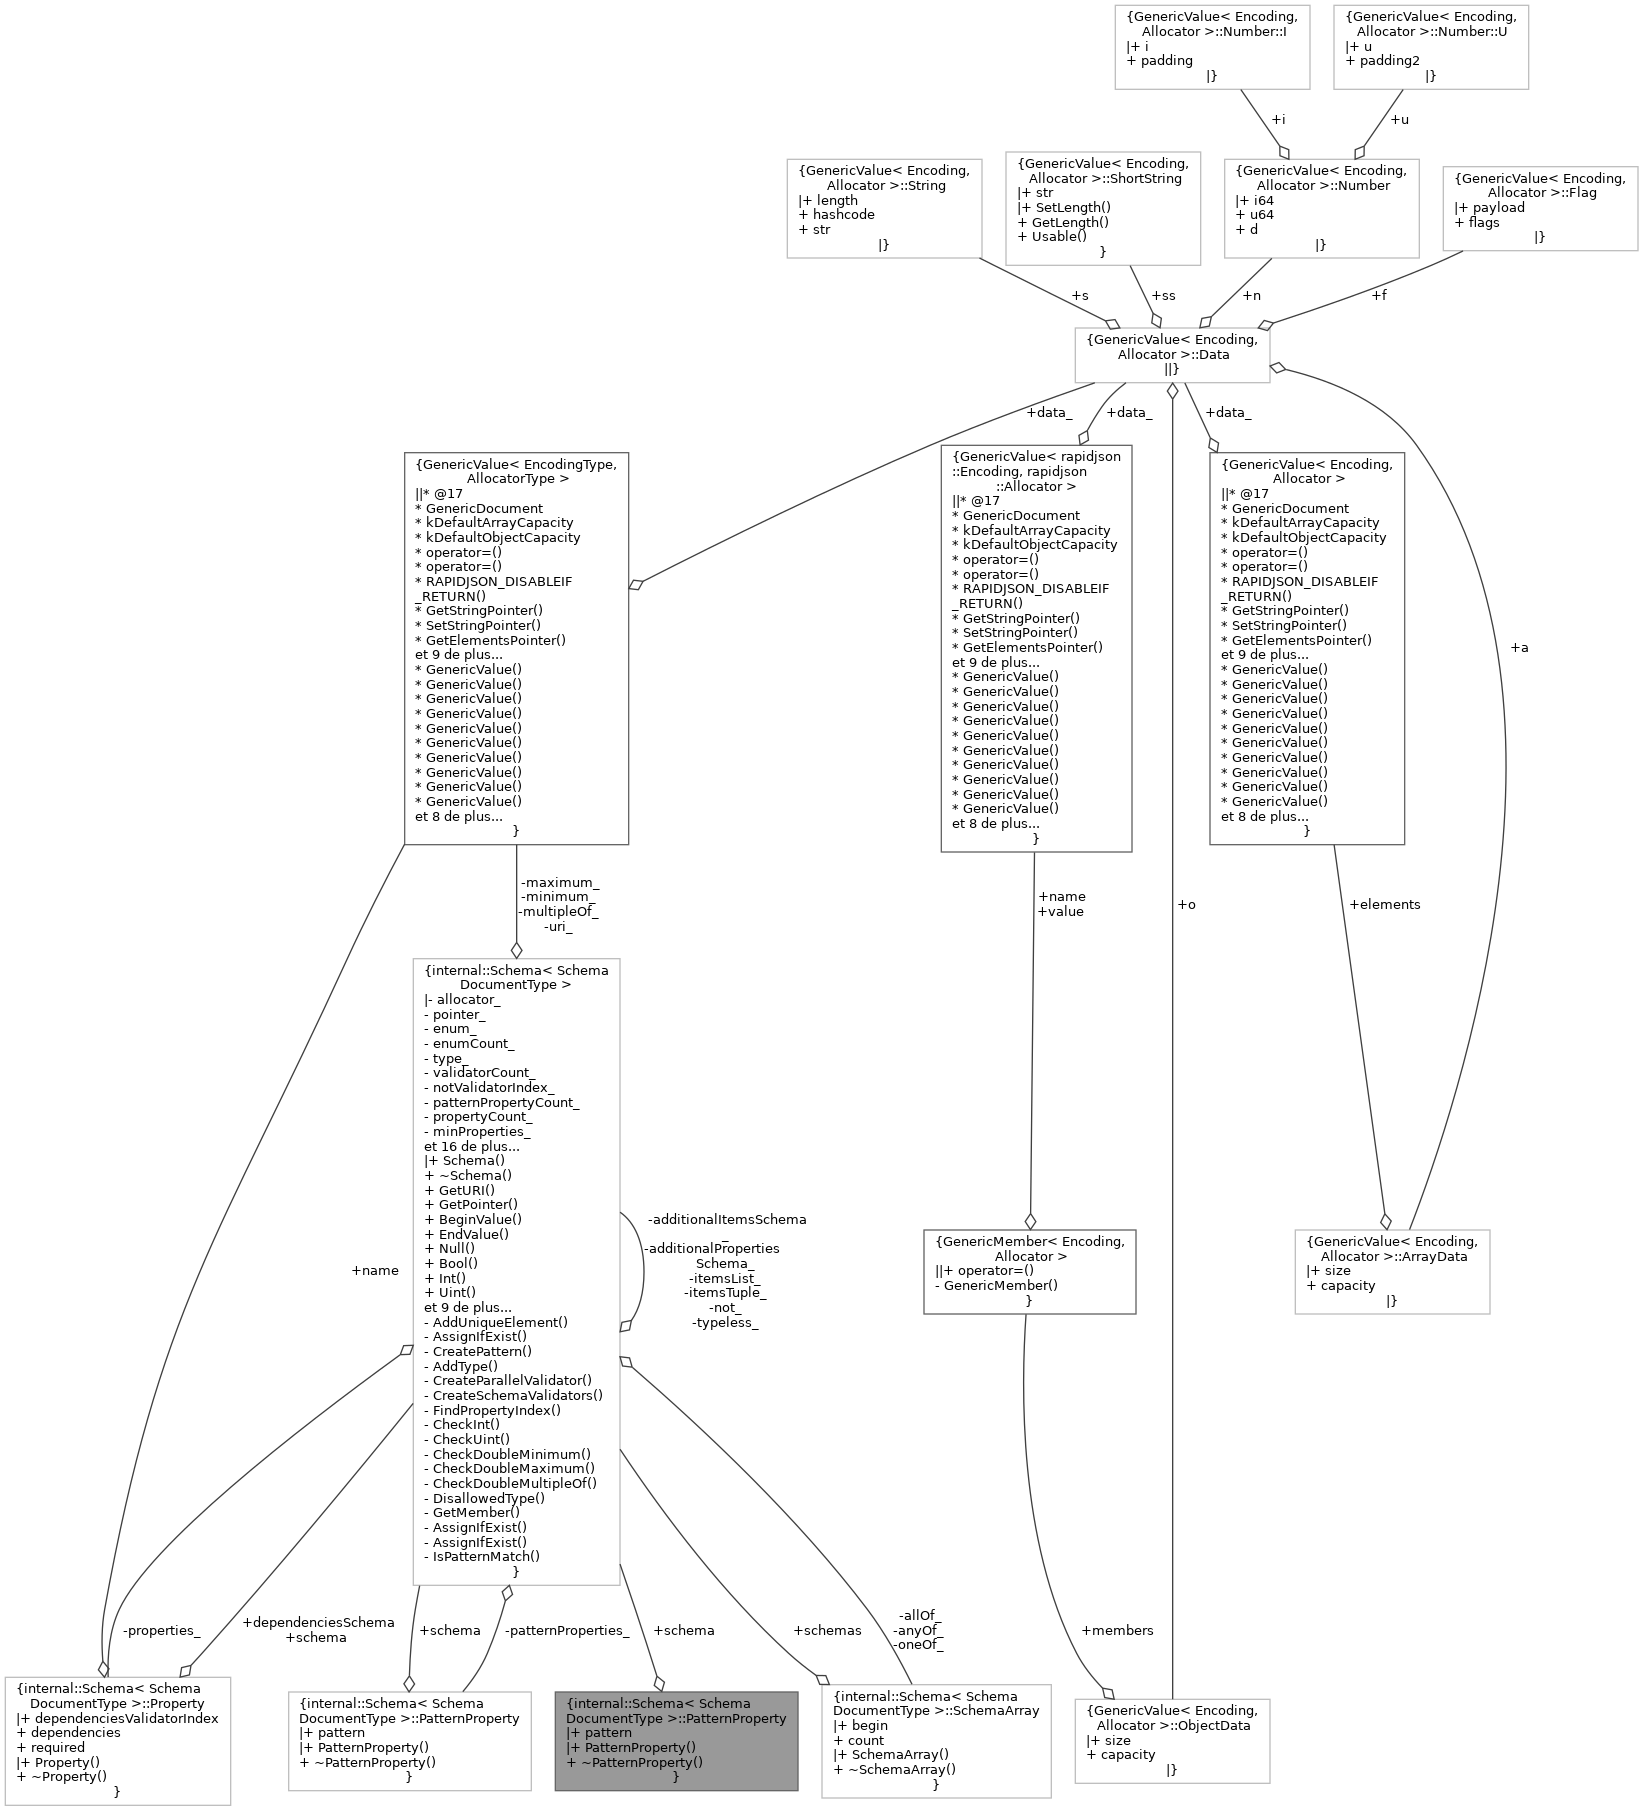 {GenericValue< Encoding,
Allocator >::Number::I
|+ i
+ padding
|}
{GenericValue< Encoding,
Allocator >::Number::U
|+ u
+ padding2
|}
+i
+u
{GenericValue< Encoding,
Allocator >::String
|+ length
+ hashcode
+ str
|}
{GenericValue< Encoding,
Allocator >::ShortString
|+ str
|+ SetLength()
+ GetLength()
+ Usable()
}
{GenericValue< Encoding,
Allocator >::Number
|+ i64
+ u64
+ d
|}
{GenericValue< Encoding,
Allocator >::Flag
|+ payload
+ flags
|}
+s
+ss
+n
+f
{GenericValue< Encoding,
Allocator >::Data
||}
+data_
+data_
+data_
{GenericValue< EncodingType,
AllocatorType >
||* @17
* GenericDocument
* kDefaultArrayCapacity
* kDefaultObjectCapacity
* operator=()
* operator=()
* RAPIDJSON_DISABLEIF
_RETURN()
* GetStringPointer()
* SetStringPointer()
* GetElementsPointer()
et 9 de plus...
* GenericValue()
* GenericValue()
* GenericValue()
* GenericValue()
* GenericValue()
* GenericValue()
* GenericValue()
* GenericValue()
* GenericValue()
* GenericValue()
et 8 de plus...
}
{GenericValue< rapidjson
::Encoding, rapidjson
::Allocator >
||* @17
* GenericDocument
* kDefaultArrayCapacity
* kDefaultObjectCapacity
* operator=()
* operator=()
* RAPIDJSON_DISABLEIF
_RETURN()
* GetStringPointer()
* SetStringPointer()
* GetElementsPointer()
et 9 de plus...
* GenericValue()
* GenericValue()
* GenericValue()
* GenericValue()
* GenericValue()
* GenericValue()
* GenericValue()
* GenericValue()
* GenericValue()
* GenericValue()
et 8 de plus...
}
{GenericValue< Encoding,
Allocator >
||* @17
* GenericDocument
* kDefaultArrayCapacity
* kDefaultObjectCapacity
* operator=()
* operator=()
* RAPIDJSON_DISABLEIF
_RETURN()
* GetStringPointer()
* SetStringPointer()
* GetElementsPointer()
et 9 de plus...
* GenericValue()
* GenericValue()
* GenericValue()
* GenericValue()
* GenericValue()
* GenericValue()
* GenericValue()
* GenericValue()
* GenericValue()
* GenericValue()
et 8 de plus...
}
+a
-maximum_
-minimum_
-multipleOf_
-uri_
+name
+value
+o
+elements
{internal::Schema< Schema
DocumentType >
|- allocator_
- pointer_
- enum_
- enumCount_
- type_
- validatorCount_
- notValidatorIndex_
- patternPropertyCount_
- propertyCount_
- minProperties_
et 16 de plus...
|+ Schema()
+ ~Schema()
+ GetURI()
+ GetPointer()
+ BeginValue()
+ EndValue()
+ Null()
+ Bool()
+ Int()
+ Uint()
et 9 de plus...
- AddUniqueElement()
- AssignIfExist()
- CreatePattern()
- AddType()
- CreateParallelValidator()
- CreateSchemaValidators()
- FindPropertyIndex()
- CheckInt()
- CheckUint()
- CheckDoubleMinimum()
- CheckDoubleMaximum()
- CheckDoubleMultipleOf()
- DisallowedType()
- GetMember()
- AssignIfExist()
- AssignIfExist()
- IsPatternMatch()
}
+name
-additionalItemsSchema
_
-additionalProperties
Schema_
-itemsList_
-itemsTuple_
-not_
-typeless_
{GenericMember< Encoding,
Allocator >
||+ operator=()
- GenericMember()
}
{GenericValue< Encoding,
Allocator >::ArrayData
|+ size
+ capacity
|}
-properties_
+dependenciesSchema
+schema
+schema
-patternProperties_
+schema
+schemas
-allOf_
-anyOf_
-oneOf_
+members
{internal::Schema< Schema
DocumentType >::Property
|+ dependenciesValidatorIndex
+ dependencies
+ required
|+ Property()
+ ~Property()
}
{internal::Schema< Schema
DocumentType >::PatternProperty
|+ pattern
|+ PatternProperty()
+ ~PatternProperty()
}
{internal::Schema< Schema
DocumentType >::PatternProperty
|+ pattern
|+ PatternProperty()
+ ~PatternProperty()
}
{internal::Schema< Schema
DocumentType >::SchemaArray
|+ begin
+ count
|+ SchemaArray()
+ ~SchemaArray()
}
{GenericValue< Encoding,
Allocator >::ObjectData
|+ size
+ capacity
|}